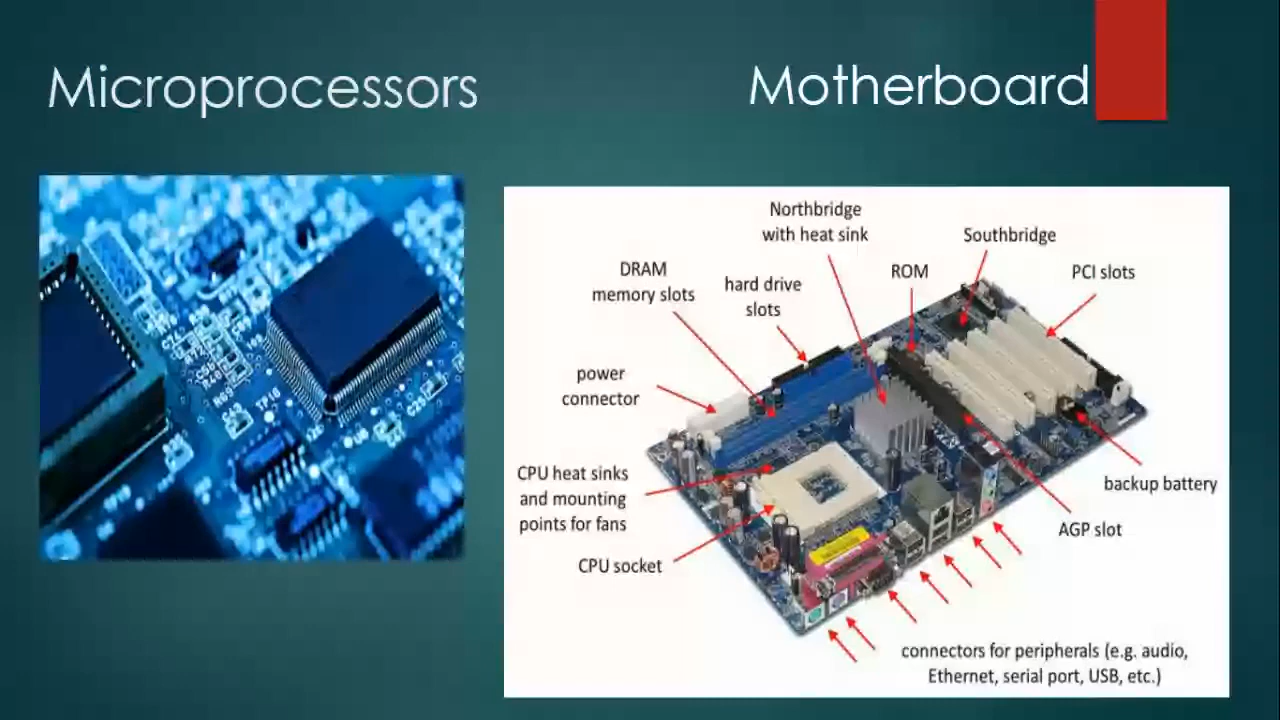 Microprocessors
Motherboard
Northbridge
with heat sink
Southbridge
DRAM
memory slots
hard drive
slots
ROM
PCI slots
power
connector
CPU heat sinks
and mounting
points for fans
backup battery
AGP slot
CPU socket
connectors for peripherals (e.g. audio,
Ethernet, serial port, USB, etc.)